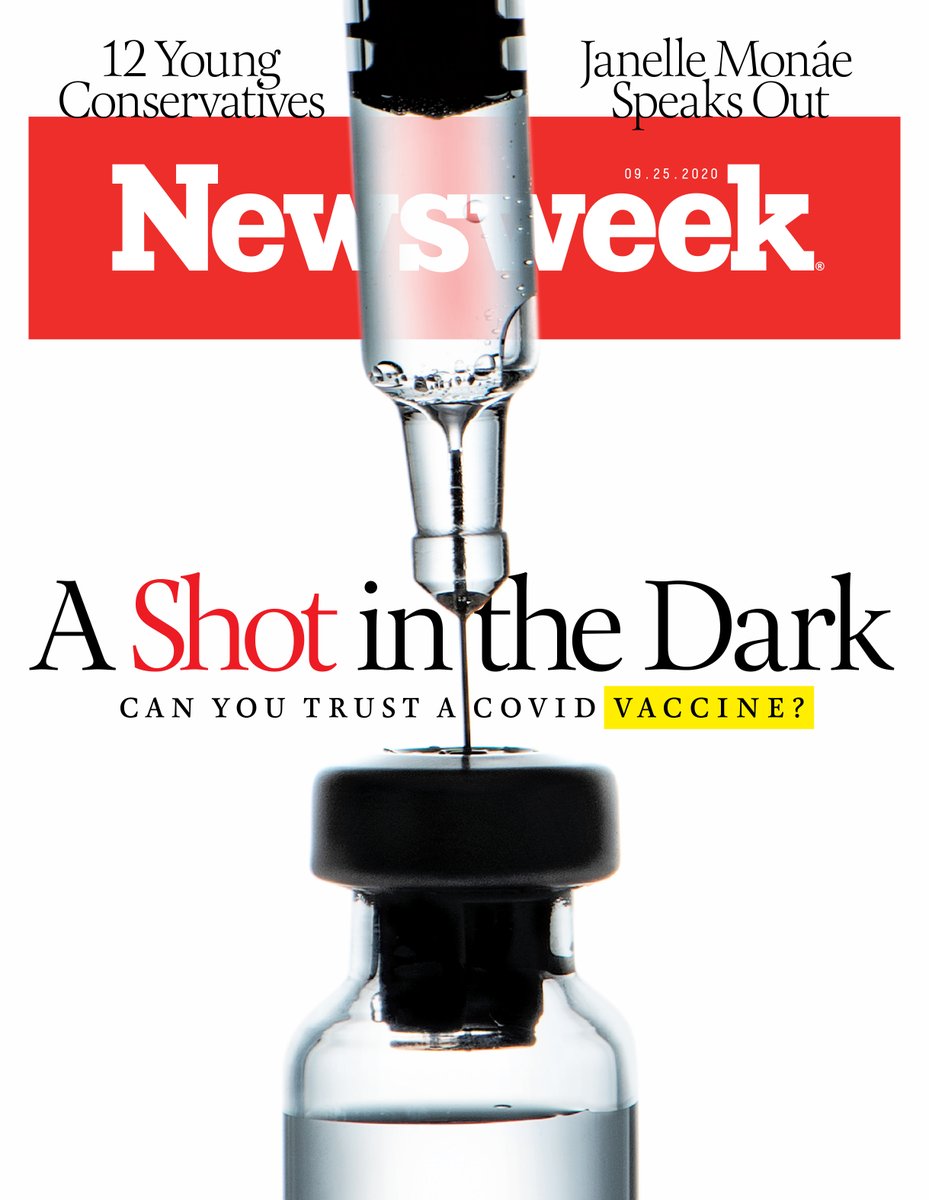 12 Young
Conservatives
Janelle Monáe
Speaks Out
09.25.2020
Newsweek®
A Shot in the Dark
CAN YOU TRUST A COVID VACCINE?